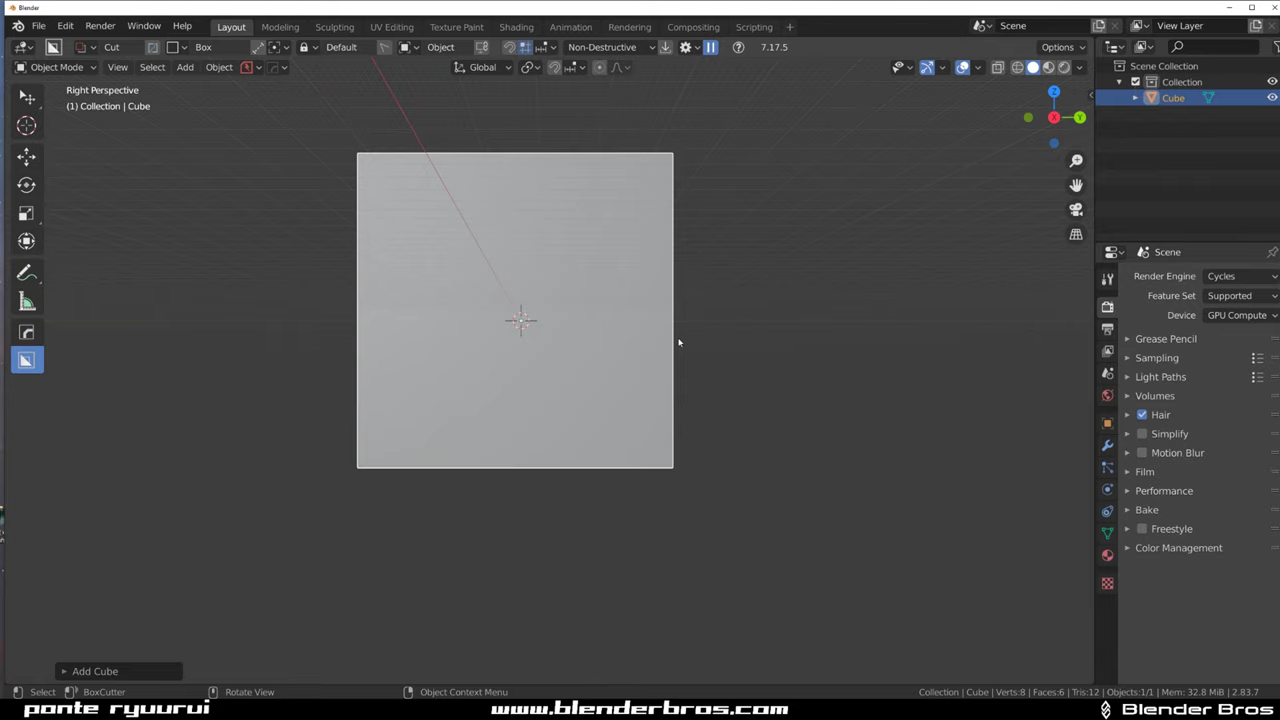 Blender
File Edit Render Window Help Layout Modeling Sculpting UV Editing Texture Paint Shading Animation Rendering Compositing Scripting + Scene View Layer
Cut Box Default Object Non-Destructive 7.17.5 Options
Object Mode View Select Add Object Global
Scene Collection
Collection
Cube
Right Perspective
(1) Collection | Cube
Z
X
Y
Scene
Render Engine Cycles
Feature Set Supported
Device GPU Compute
Grease Pencil
Sampling
Light Paths
Volumes
Hair
Simplify
Motion Blur
Film
Performance
Bake
Freestyle
Color Management
Add Cube
Select BoxCutter Rotate View Object Context Menu Collection | Cube | Verts:8 | Faces:6 | Tris:12 | Objects:1/1 | Mem: 32.8 MiB | 2.83.7
ponte ryuurui www.blenderbros.com Blender Bros